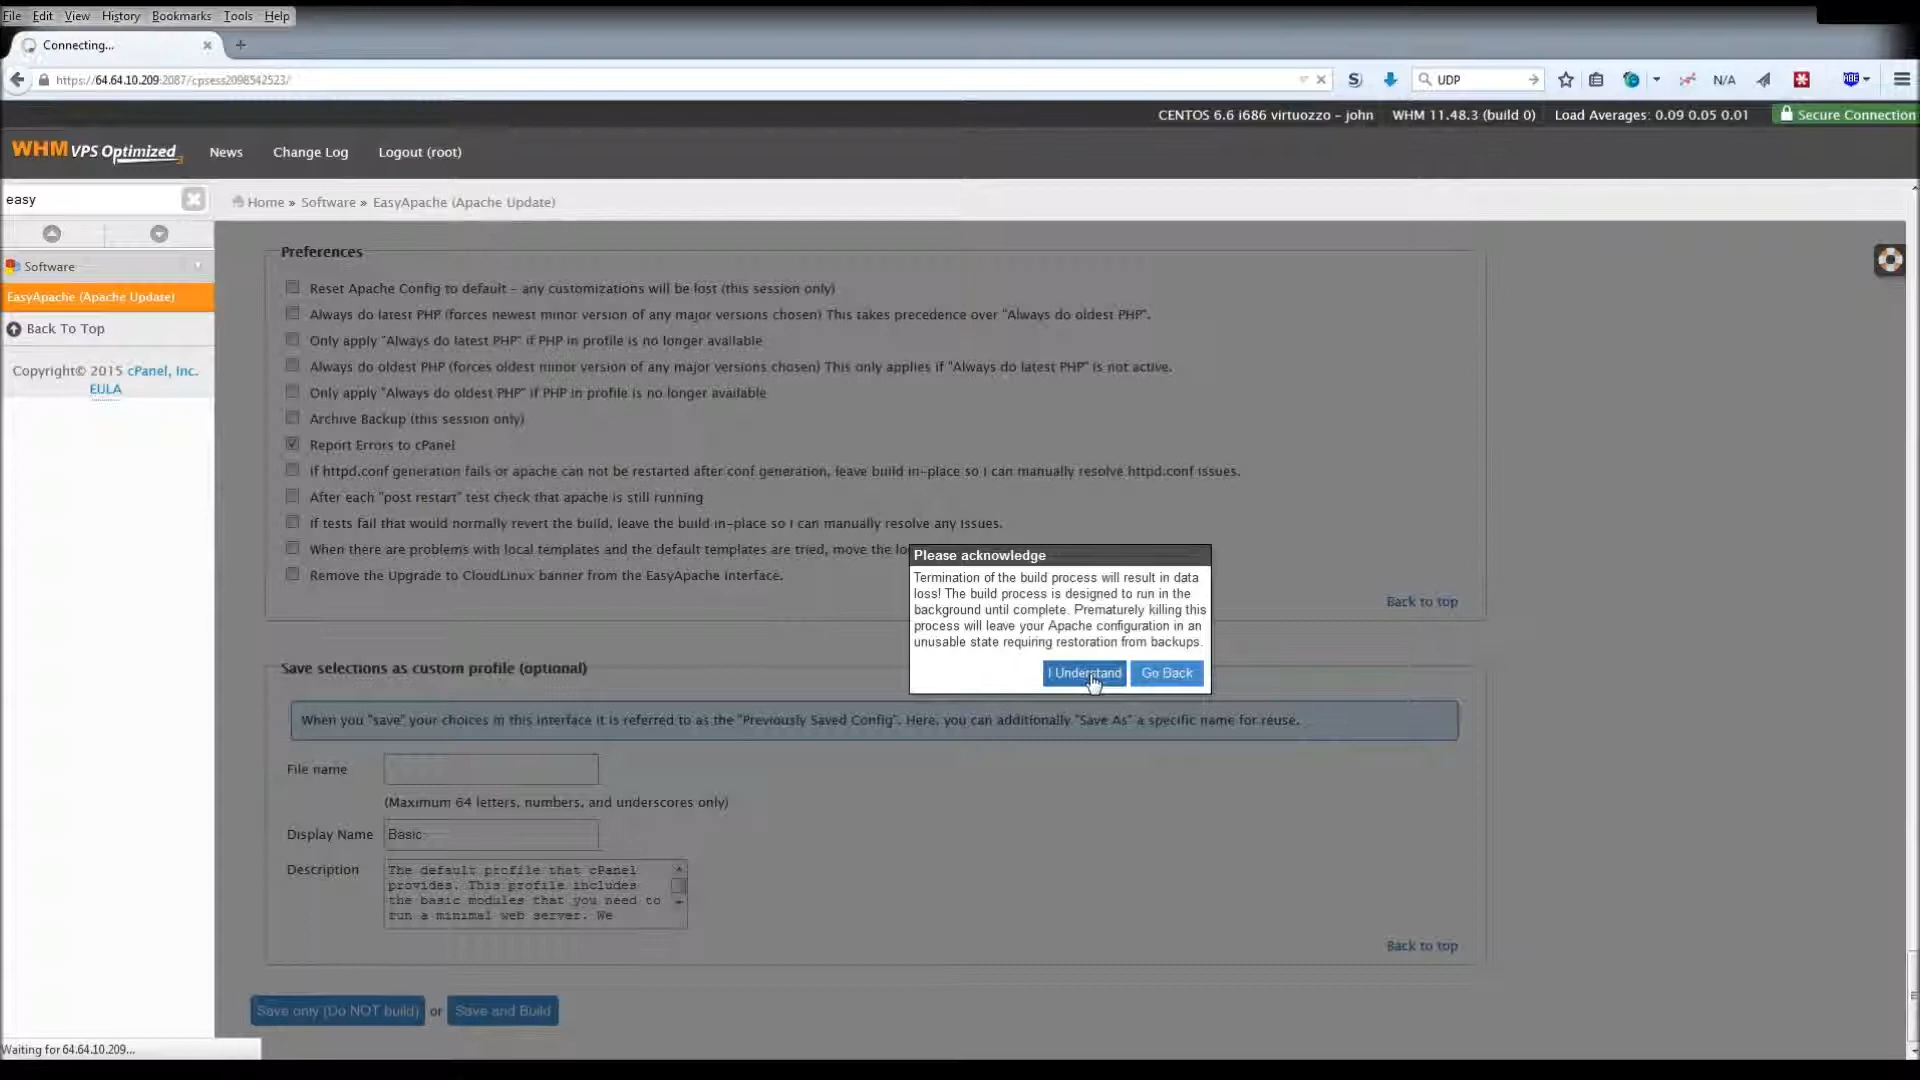 File Edit View History Bookmarks Tools Help
Connecting...
https://64.64.10.209:2087/cpsess2098542523/
UDP
N/A
CENTOS 6.6 i686 virtuozzo – john WHM 11.48.3 (build 0) Load Averages: 0.09 0.05 0.01 Secure Connection
WHM VPS Optimized News Change Log Logout (root)
easy
Home » Software » EasyApache (Apache Update)
Software
EasyApache (Apache Update)
Back To Top
Copyright© 2015 cPanel, Inc.
EULA
Preferences
Reset Apache Config to default – any customizations will be lost (this session only)
Always do latest PHP (forces newest minor version of any major versions chosen) This takes precedence over "Always do oldest PHP".
Only apply "Always do latest PHP" if PHP in profile is no longer available
Always do oldest PHP (forces oldest minor version of any major versions chosen) This only applies if "Always do latest PHP" is not active.
Only apply "Always do oldest PHP" if PHP in profile is no longer available
Archive Backup (this session only)
Report Errors to cPanel
If httpd.conf generation fails or apache can not be restarted after conf generation, leave build in-place so I can manually resolve httpd.conf issues.
After each "post restart" test check that apache is still running
If tests fail that would normally revert the build, leave the build in-place so I can manually resolve any issues.
When there are problems with local templates and the default templates are tried, move the lo
Remove the Upgrade to CloudLinux banner from the EasyApache interface.
Back to top
Please acknowledge
Termination of the build process will result in data
loss! The build process is designed to run in the
background until complete. Prematurely killing this
process will leave your Apache configuration in an
unusable state requiring restoration from backups.
I Understand Go Back
Save selections as custom profile (optional)
When you "save" your choices in this interface it is referred to as the "Previously Saved Config". Here, you can additionally "Save As" a specific name for reuse.
File name
(Maximum 64 letters, numbers, and underscores only)
Display Name Basic
Description
The default profile that cPanel
provides. This profile includes
the basic modules that you need to
run a minimal web server. We
Back to top
Save only (Do NOT build) or Save and Build
Waiting for 64.64.10.209...